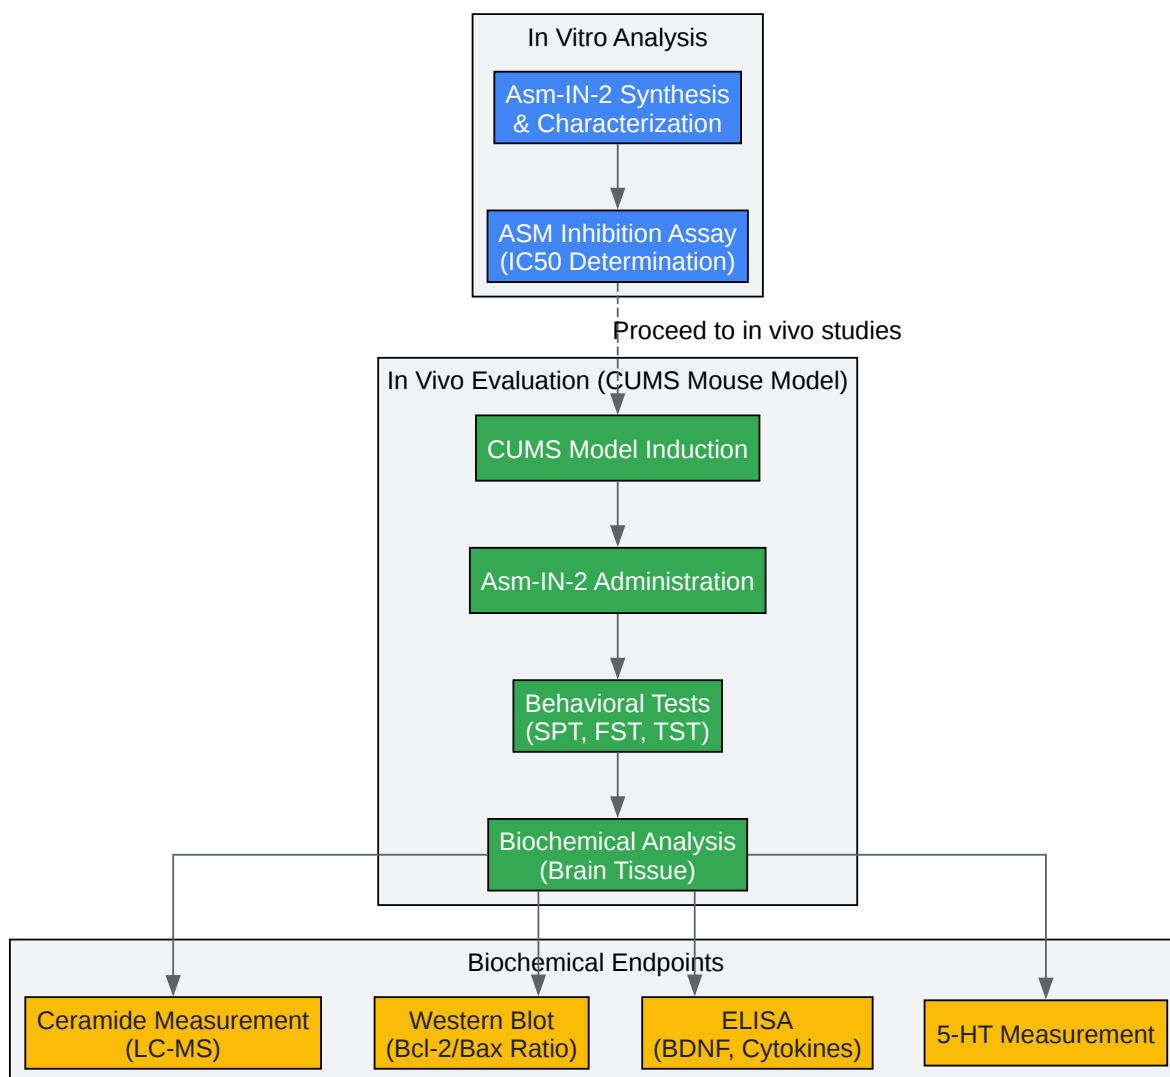 In Vitro Analysis
Asm-IN-2 Synthesis
& Characterization
ASM Inhibition Assay
(IC50 Determination)
Proceed to in vivo studies
In Vivo Evaluation (CUMS Mouse Model)
CUMS Model Induction
Asm-IN-2 Administration
Behavioral Tests
(SPT, FST, TST)
Biochemical Analysis
(Brain Tissue)
Biochemical Endpoints
Ceramide Measurement
(LC-MS)
Western Blot
(Bcl-2/Bax Ratio)
ELISA
(BDNF, Cytokines)
5-HT Measurement